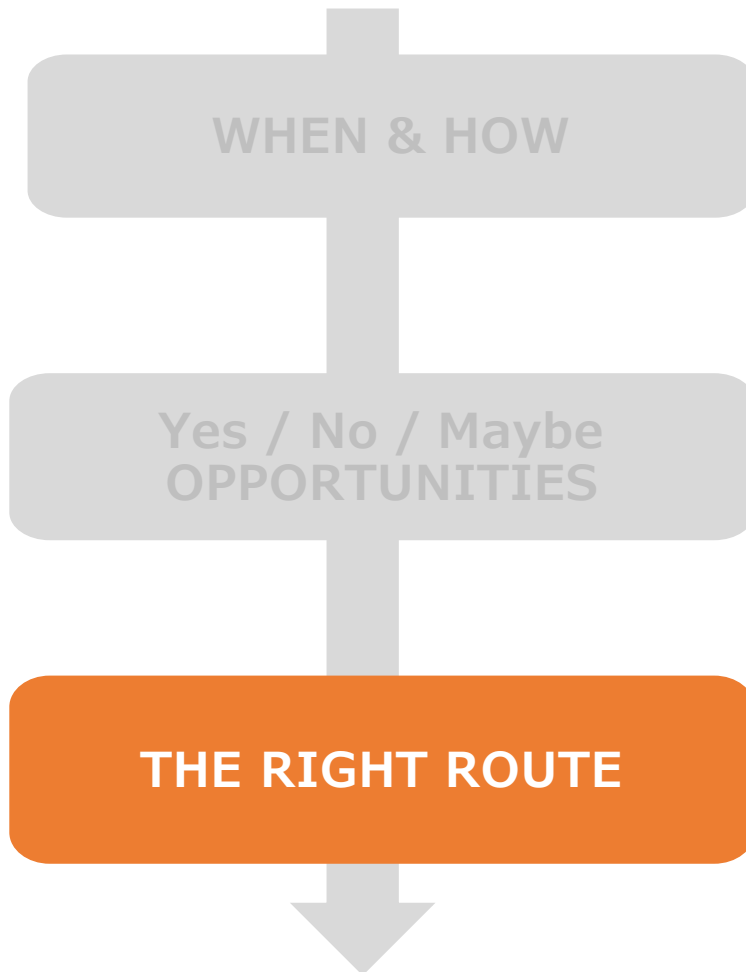 WHEN & HOW
Yes / No / Maybe
OPPORTUNITIES
THE RIGHT ROUTE